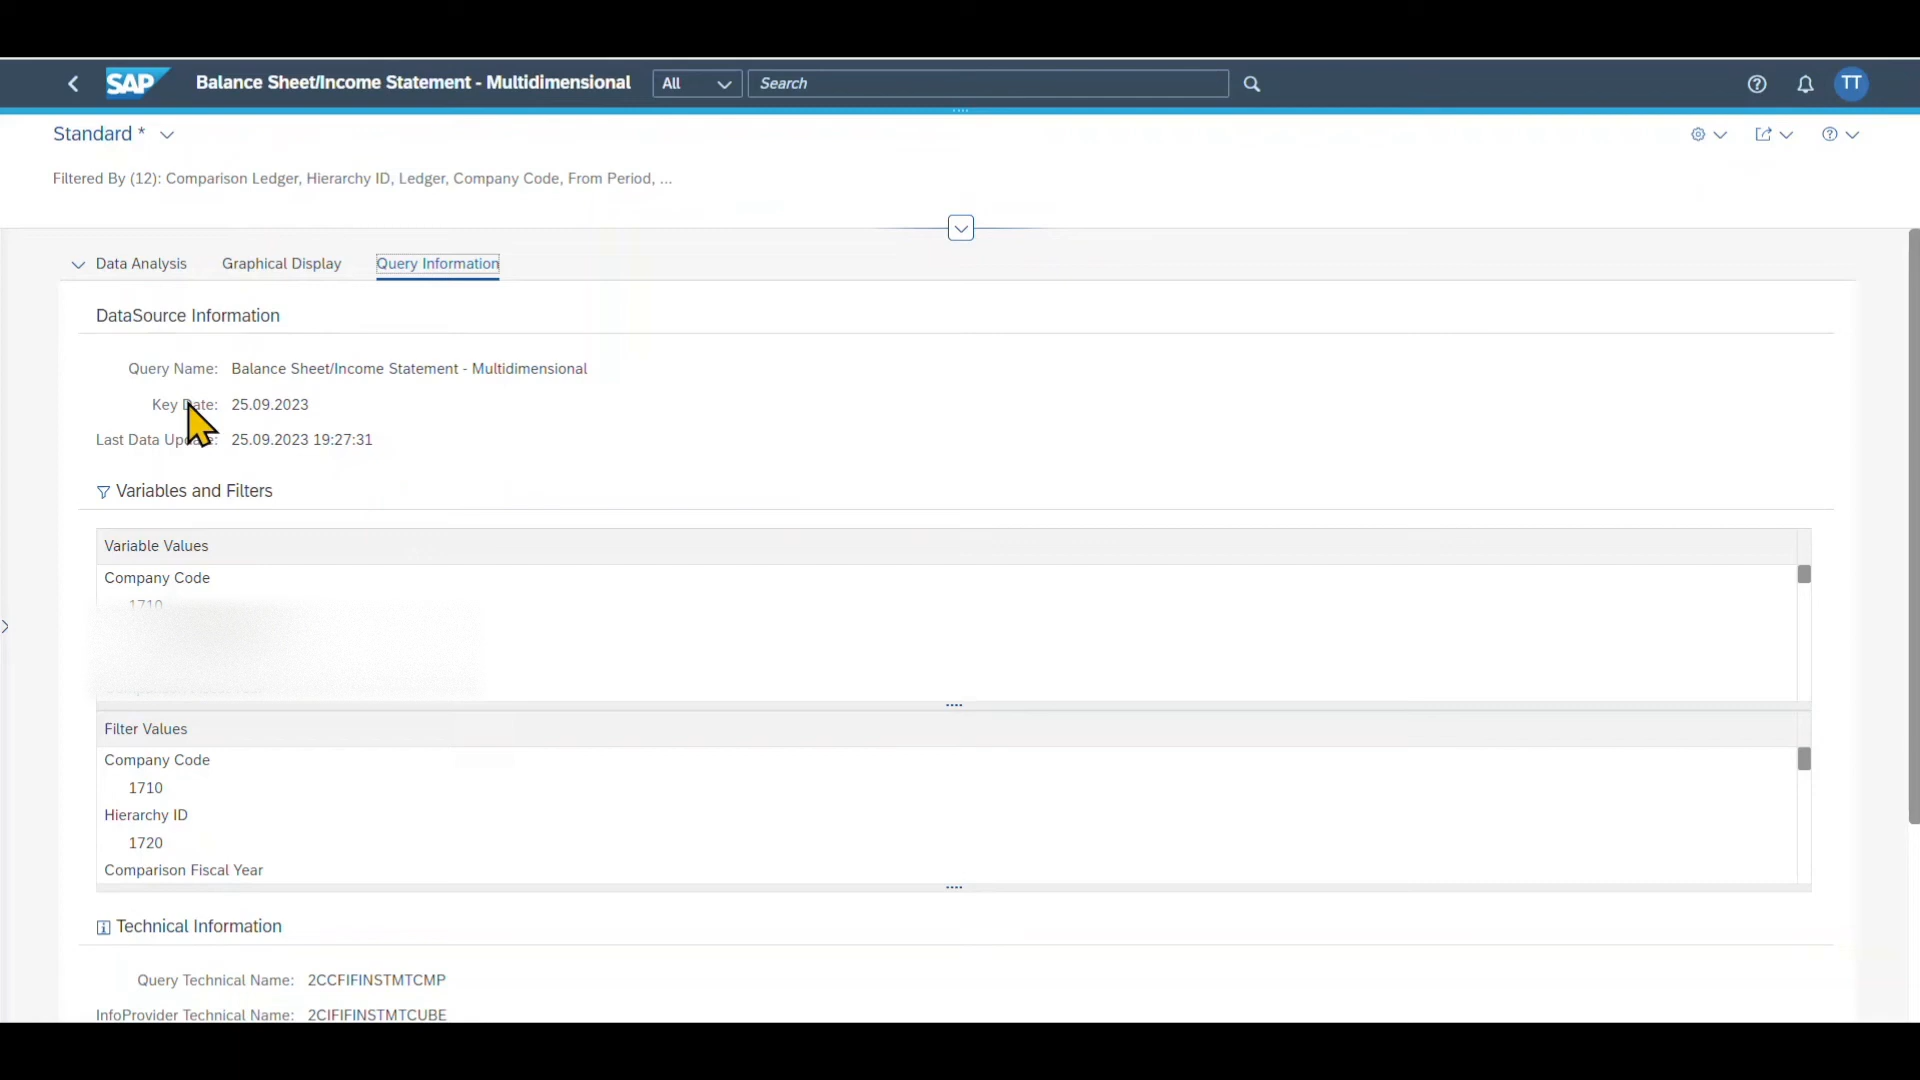 SAP Balance Sheet/Income Statement - Multidimensional All Search TT
Standard *
Filtered By (12): Comparison Ledger, Hierarchy ID, Ledger, Company Code, From Period, ...
Data Analysis Graphical Display Query Information
DataSource Information
Query Name: Balance Sheet/Income Statement - Multidimensional
Key Date: 25.09.2023
Last Data Update: 25.09.2023 19:27:31
Variables and Filters
Variable Values
Company Code
1710
Filter Values
Company Code
1710
Hierarchy ID
1720
Comparison Fiscal Year
Technical Information
Query Technical Name: 2CCFIFINSTMTCMP
InfoProvider Technical Name: 2CIFIFINSTMTCUBE